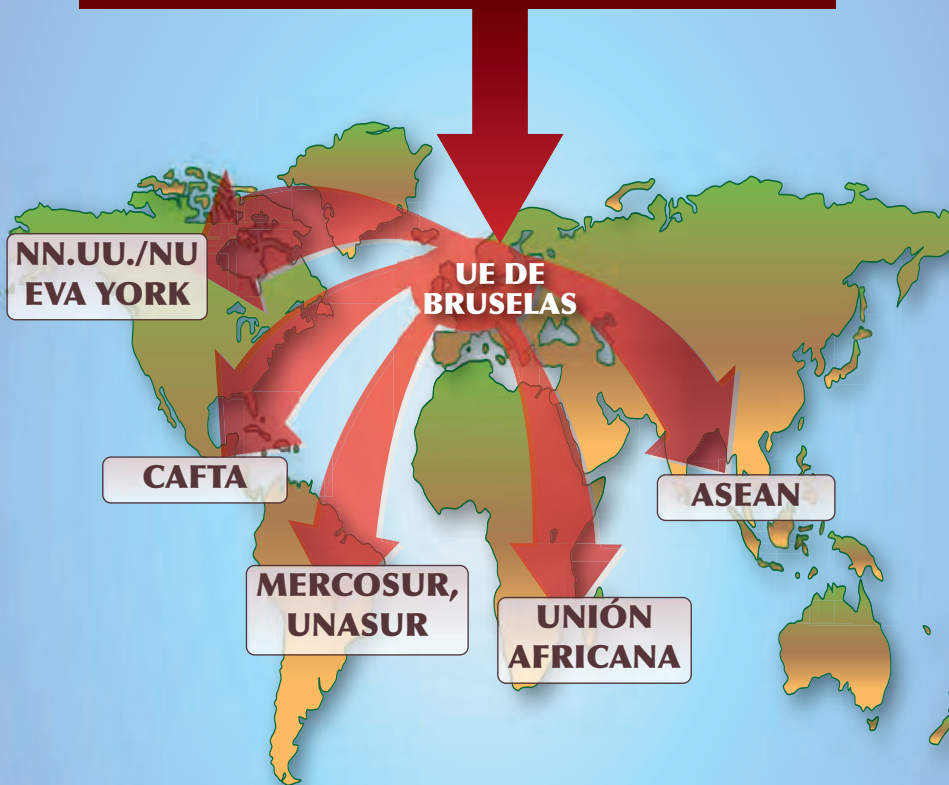 NN.UU./NU
EVA YORK
UE DE
BRUSELAS
CAFTA
ASEAN
MERCOSUR,
UNASUR
UNIÓN
AFRICANA